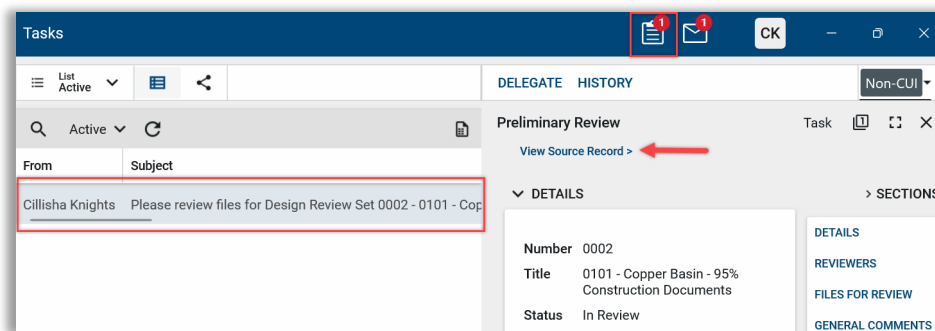 Tasks
1
1
CK
List
Active
DELEGATE HISTORY
Non-CUI
Active
Preliminary Review
Task
1
View Source Record >
From Subject
Cillisha Knights Please review files for Design Review Set 0002 - 0101 - Cop
DETAILS
Number 0002
Title 0101 - Copper Basin - 95%
Construction Documents
Status In Review
> SECTIONS
DETAILS
REVIEWERS
FILES FOR REVIEW
GENERAL COMMENTS